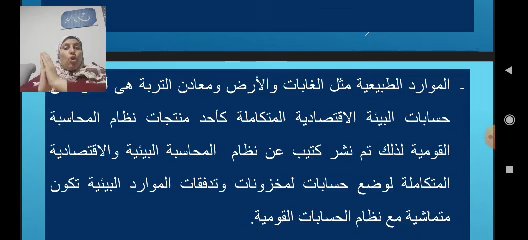 ـ الموارد الطبيعية مثل الغابات والأرض ومعادن التربة هى
حسابات البيئة الاقتصادية المتكاملة كأحد منتجات نظام المحاسبة
القومية لذلك تم نشر كتيب عن نظام المحاسبة البيئية والاقتصادية
المتكاملة لوضع حسابات لمخزونات وتدفقات الموارد البيئية تكون
متماشية مع نظام الحسابات القومية.